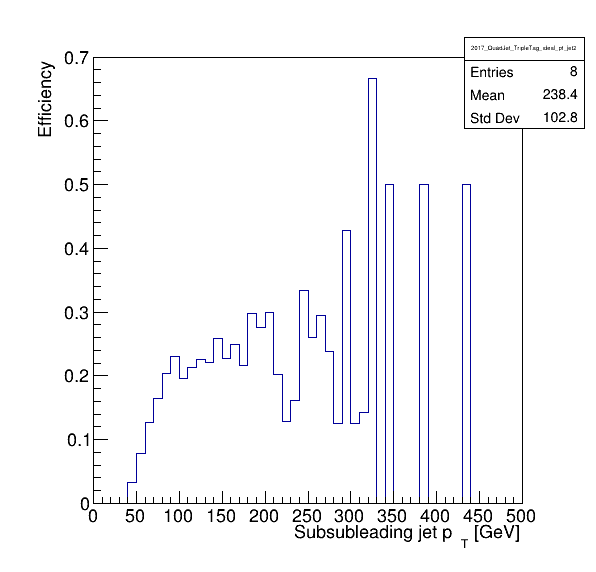 2017_QuadJet_TripleTag_ideal_pt_jet2
Entries 8
Mean 238.4
Std Dev 102.8
Efficiency
0.7
0.6
0.5
0.4
0.3
0.2
0.1
0
0 50 100 150 200 250 300 350 400 450 500
Subsubleading jet p_T [GeV]